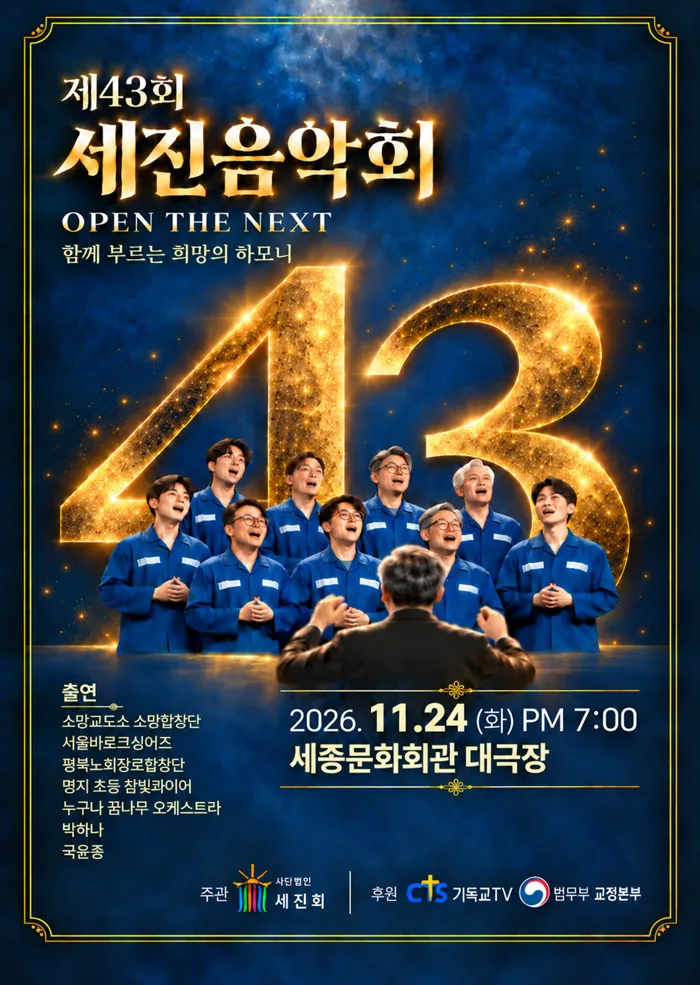 제43회
세진음악회
OPEN THE NEXT
함께 부르는 희망의 하모니
43
출연
소망교도소 소망합창단
서울바로크싱어즈
평북노회장로합창단
명지 초등 참빛콰이어
누구나 꿈나무 오케스트라
박하나
국윤종
2026. 11.24 (화) PM 7:00
세종문화회관 대극장
주관 사단법인 세진회
후원 CTS 기독교TV 법무부 교정본부